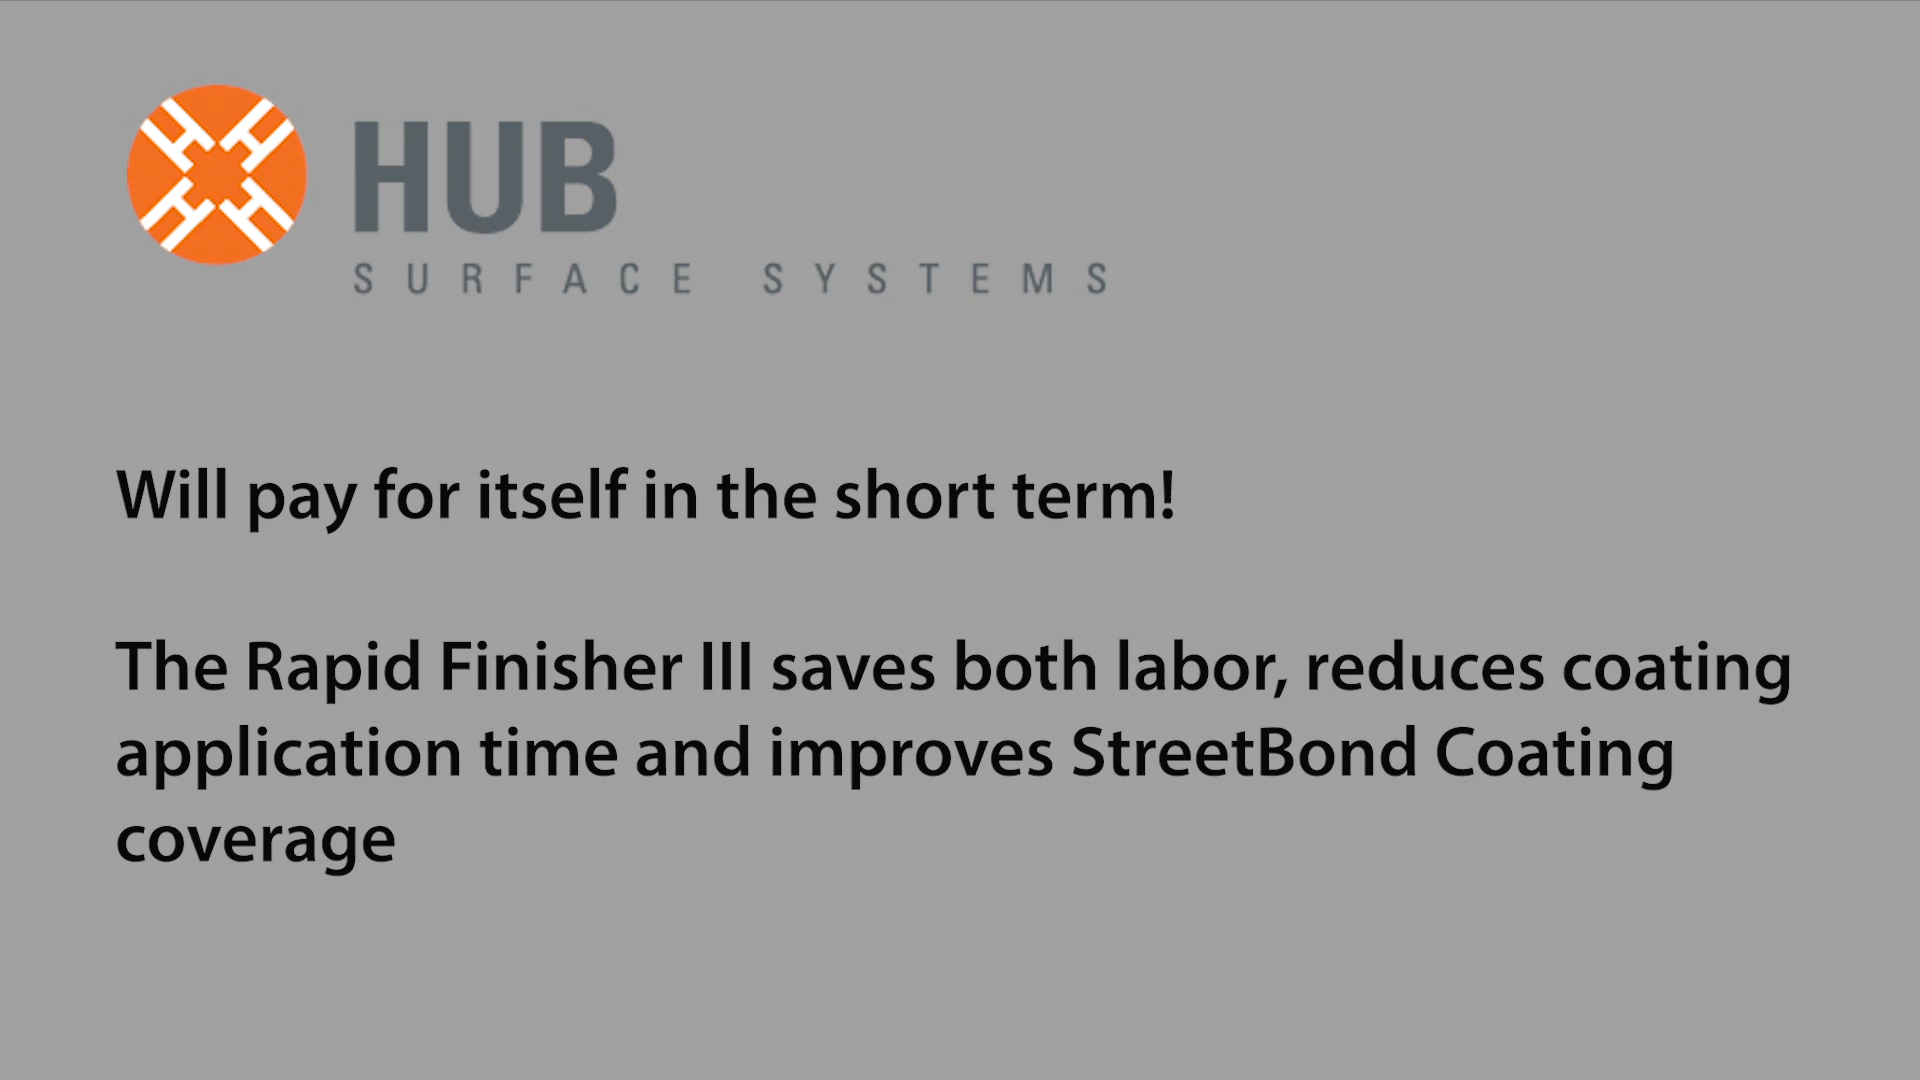 HUB
SURFACE SYSTEMS
Will pay for itself in the short term!
The Rapid Finisher III saves both labor, reduces coating
application time and improves StreetBond Coating
coverage